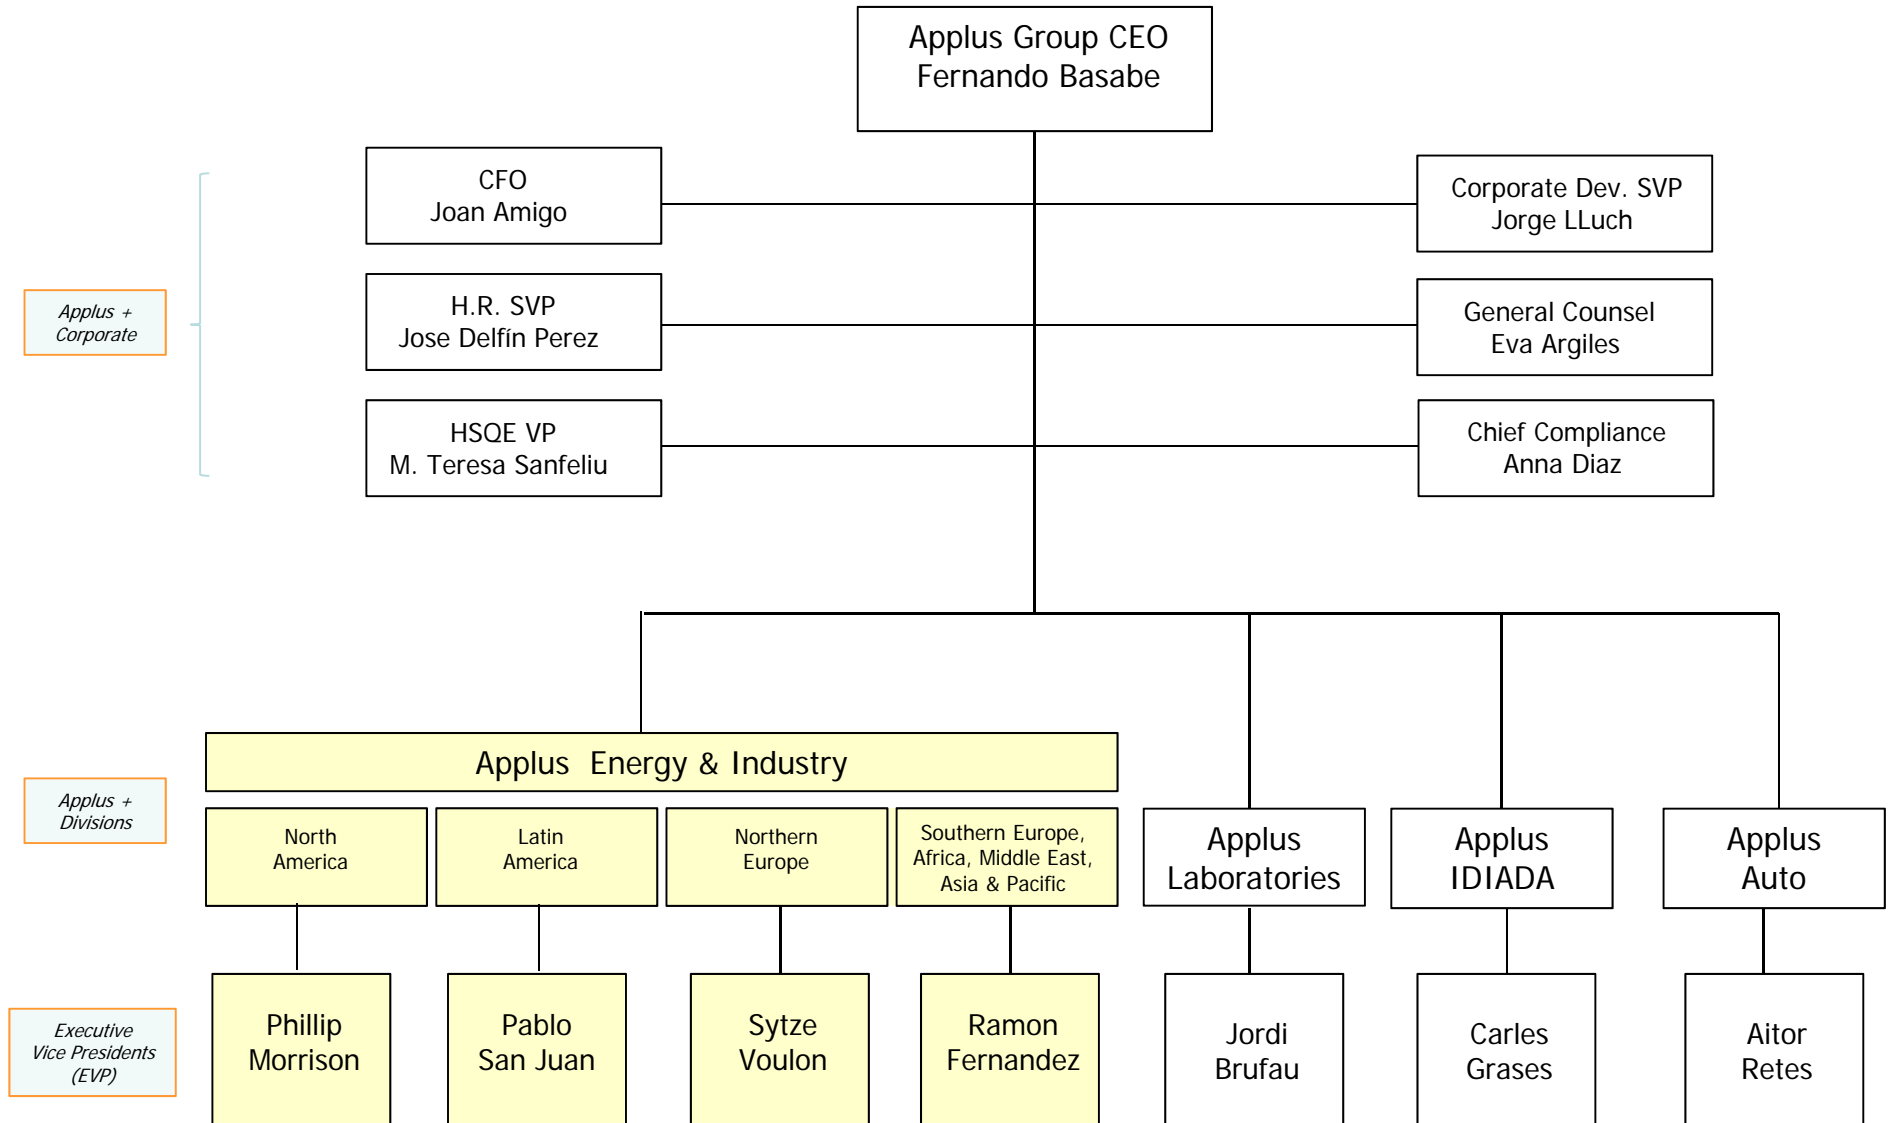 Applus Group CEO
Fernando Basabe
CFO
Joan Amigo
Corporate Dev. SVP
Jorge LLuch
Applus +
Corporate
H.R. SVP
Jose Delfín Perez
General Counsel
Eva Argiles
HSQE VP
M. Teresa Sanfeliu
Chief Compliance
Anna Diaz
Applus Energy & Industry
Applus +
Divisions
North
America
Latin
America
Northern
Europe
Southern Europe,
Africa, Middle East,
Asia & Pacific
Applus
Laboratories
Applus
IDIADA
Applus
Auto
Executive
Vice Presidents
(EVP)
Phillip
Morrison
Pablo
San Juan
Sytze
Voulon
Ramon
Fernandez
Jordi
Brufau
Carles
Grases
Aitor
Retes